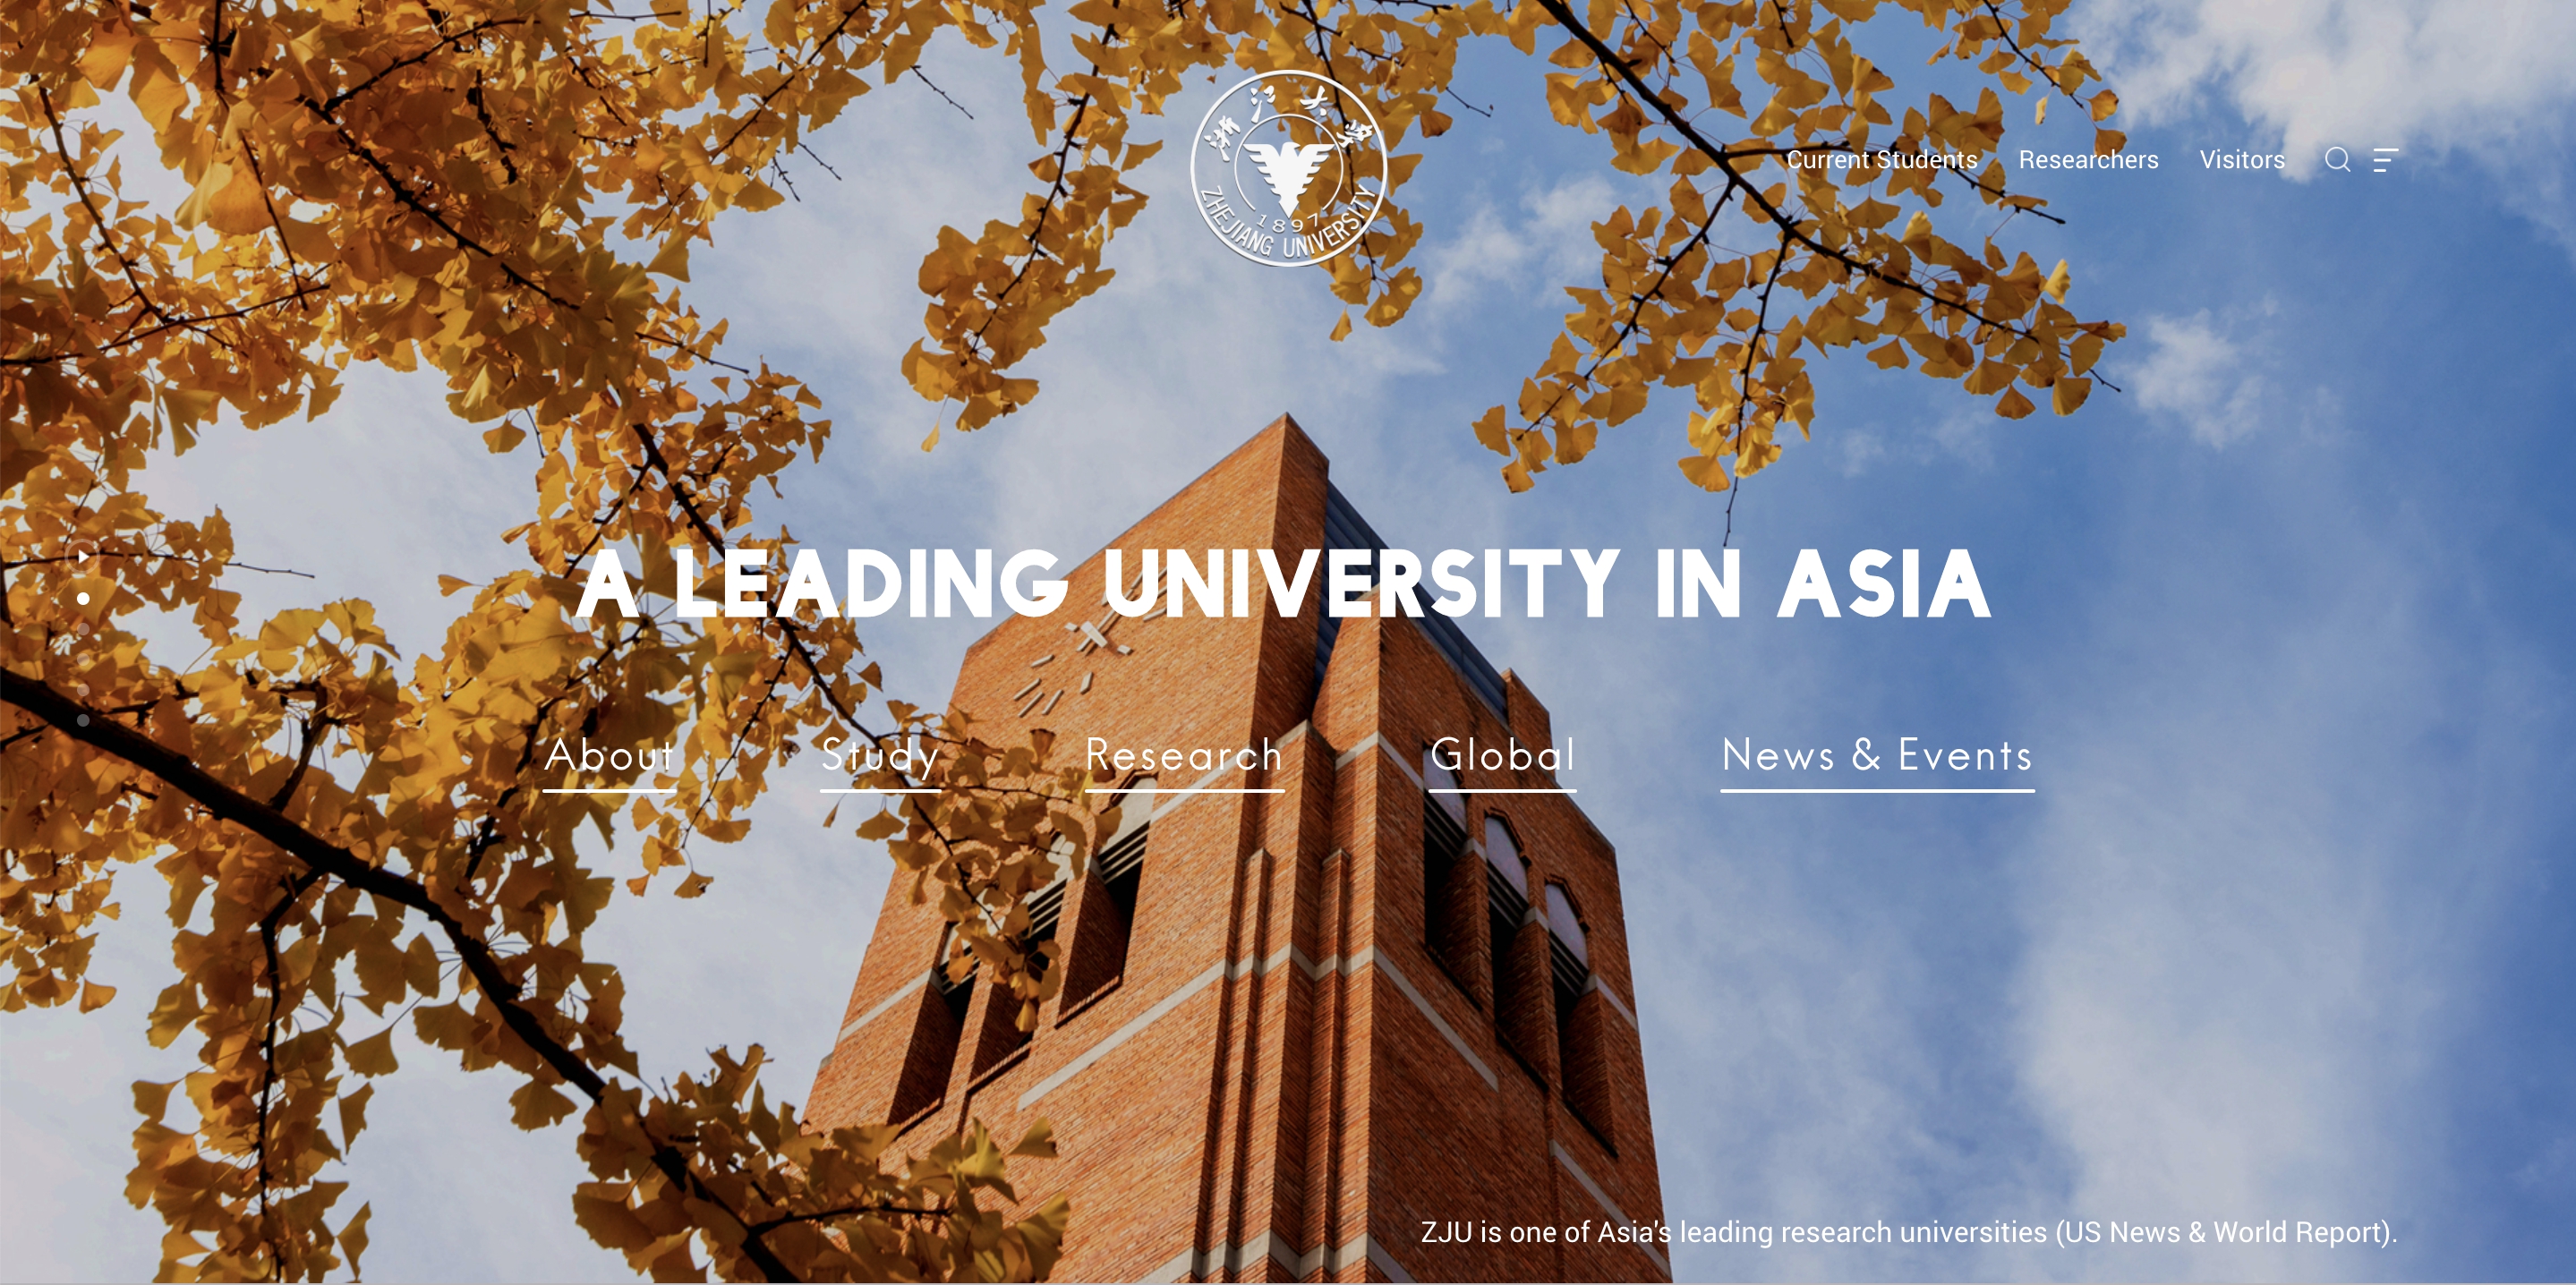 浙江大学
1897
ZHEJIANG UNIVERSITY
Current Students Researchers Visitors
A LEADING UNIVERSITY IN ASIA
About Study Research Global News & Events
ZJU is one of Asia's leading research universities (US News & World Report).